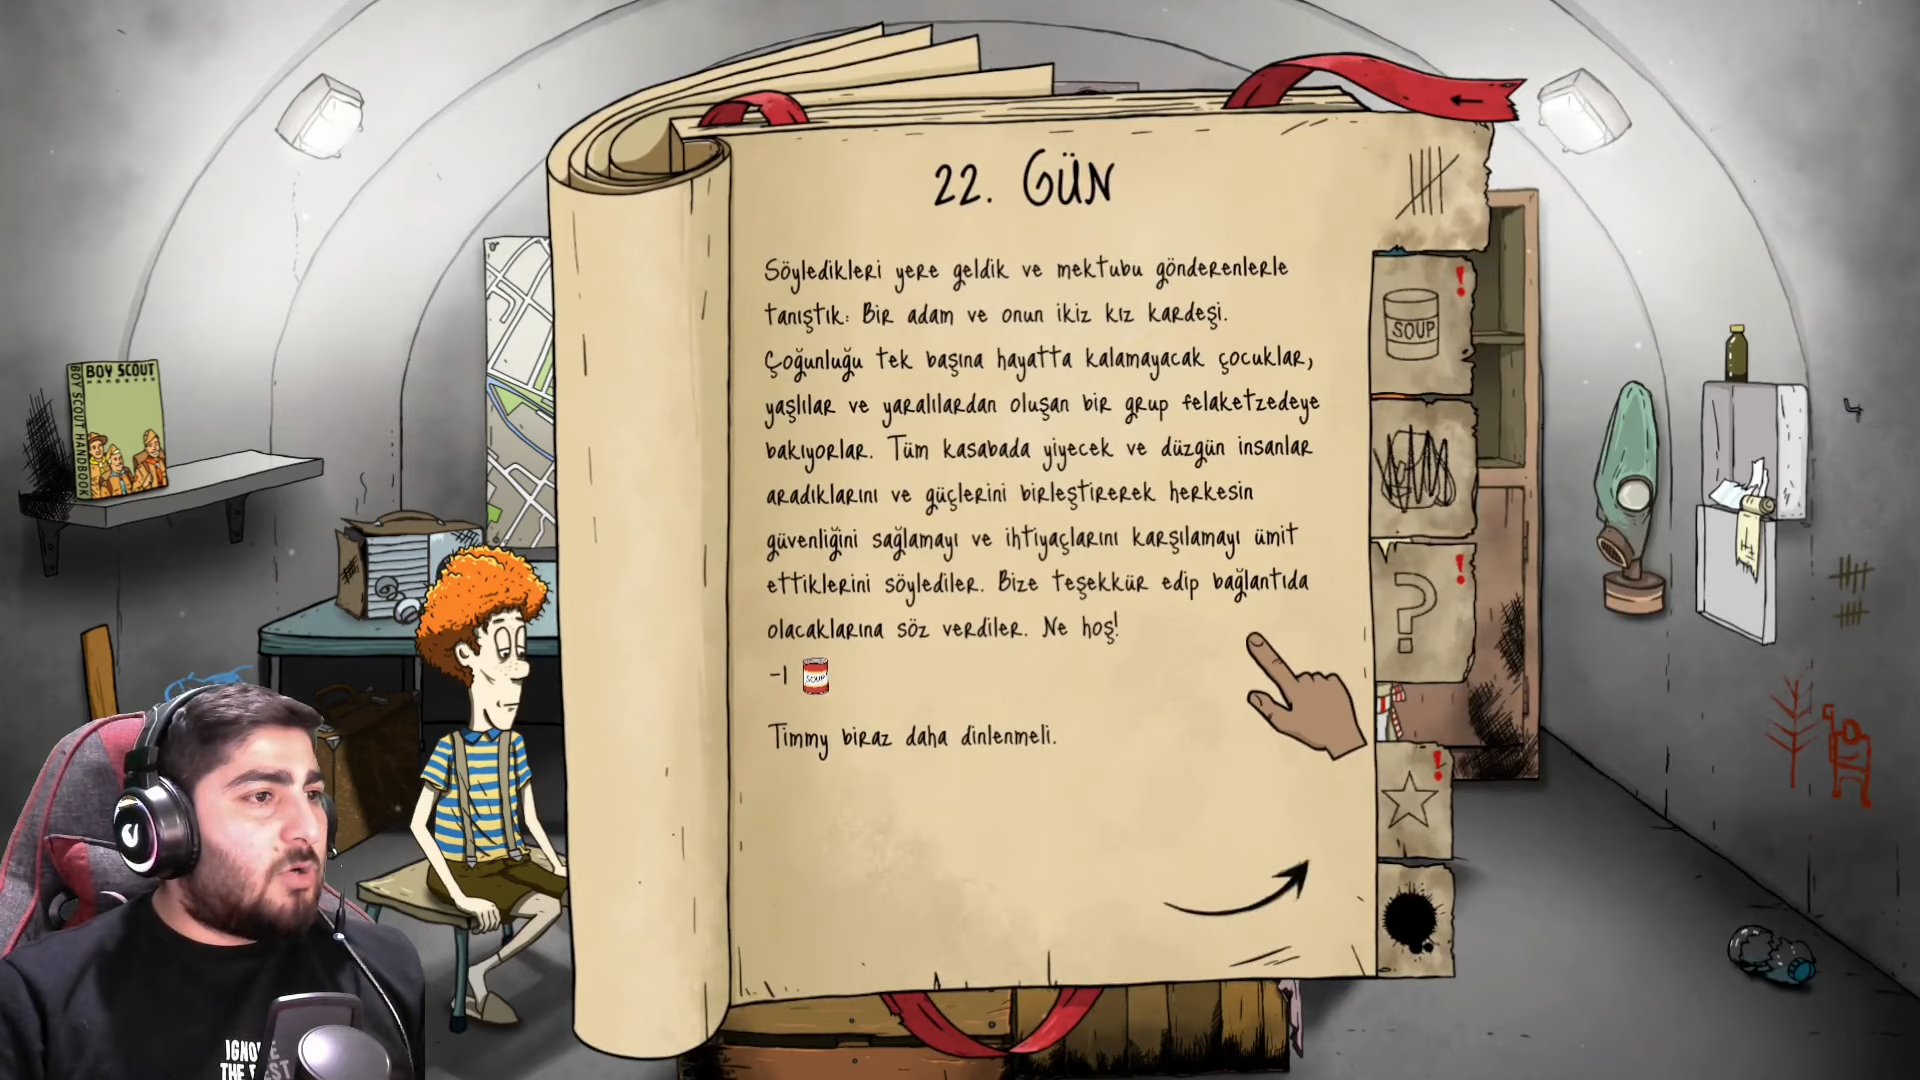 22. GÜN
Söyledikleri yere geldik ve mektubu gönderenlerle
tanıştık: Bir adam ve onun ikiz kız kardeşi.
Çoğunluğu tek başına hayatta kalamayacak çocuklar,
yaşlılar ve yaralılardan oluşan bir grup felaketzedeye
bakıyorlar. Tüm kasabada yiyecek ve düzgün insanlar
aradıklarını ve güçlerini birleştirerek herkesin
güvenliğini sağlamayı ve ihtiyaçlarını karşılamayı ümit
ettiklerini söylediler. Bize teşekkür edip bağlantıda
olacaklarına söz verdiler. Ne hoş!
-1 SOUP
Timmy biraz daha dinlenmeli.
SOUP
BOY SCOUT
HANDBOOK
BOY SCOUT HANDBOOK